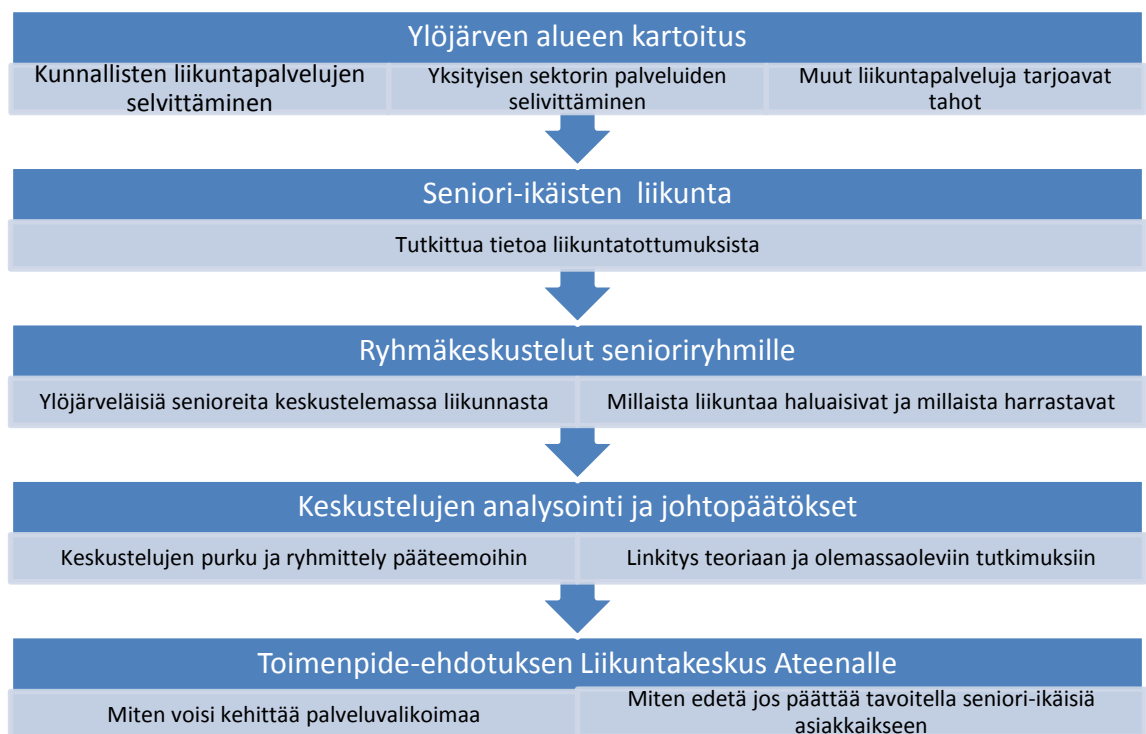 Ylöjärven alueen kartoitus
Kunnallisten liikuntapalvelujen
selvittäminen
Yksityisen sektorin palveluiden
selivittäminen
Muut liikuntapalveluja tarjoavat
tahot
Seniori-ikäisten liikunta
Tutkittua tietoa liikuntatottumuksista
Ryhmäkeskustelut senioriryhmille
Ylöjärveläisiä senioreita keskustelemassa liikunnasta
Millaista liikuntaa haluaisivat ja millaista harrastavat
Keskustelujen analysointi ja johtopäätökset
Keskustelujen purku ja ryhmittely pääteemoihin
Linkitys teoriaan ja olemassaoleviin tutkimuksiin
Toimenpide-ehdotuksen Liikuntakeskus Ateenalle
Miten voisi kehittää palveluvalikoimaa
Miten edetä jos päättää tavoitella seniori-ikäisiä
asiakkaikseen